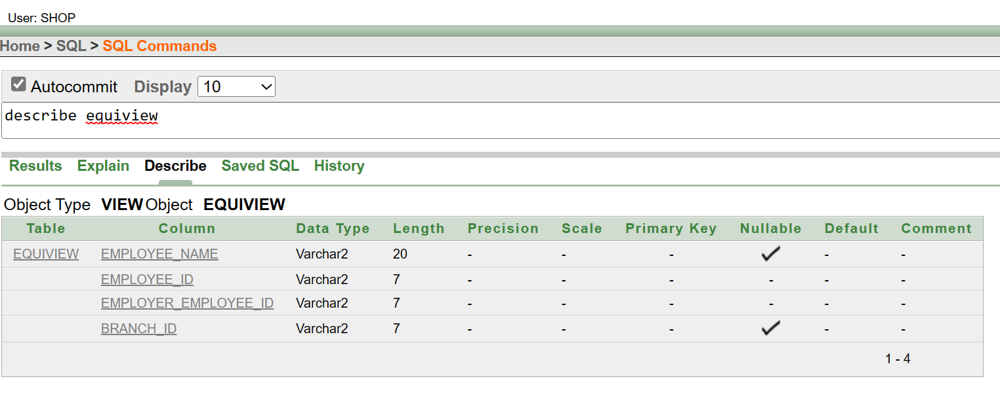 User: SHOP
Home > SQL > SQL Commands
Autocommit Display 10
describe equiview
Results Explain Describe Saved SQL History
Object Type VIEW Object EQUIVIEW
Table Column Data Type Length Precision Scale Primary Key Nullable Default Comment
EQUIVIEW EMPLOYEE_NAME Varchar2 20 - - - - -
EMPLOYEE_ID Varchar2 7 - - - - - -
EMPLOYER_EMPLOYEE_ID Varchar2 7 - - - - - -
BRANCH_ID Varchar2 7 - - - - -
1 - 4